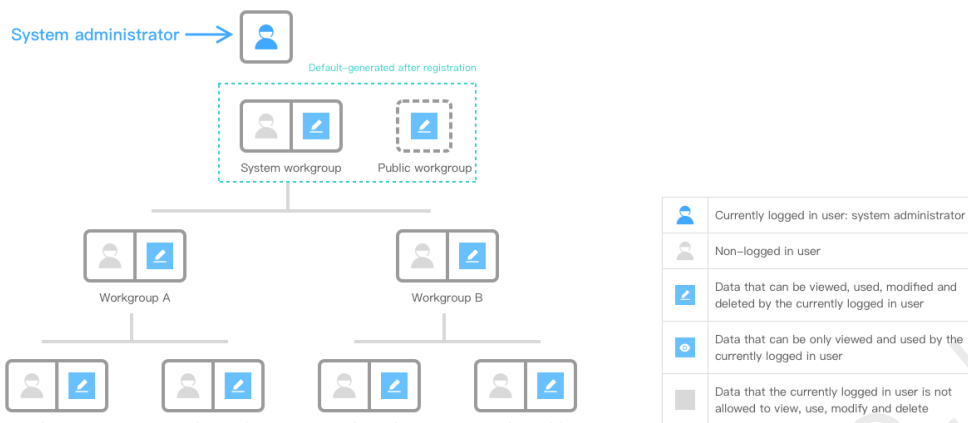 System administrator
Default-generated after registration
System workgroup
Public workgroup
Workgroup A
Workgroup B
Currently logged in user: system administrator
Non-logged in user
Data that can be viewed, used, modified and
deleted by the currently logged in user
Data that can be only viewed and used by the
currently logged in user
Data that the currently logged in user is not
allowed to view, use, modify and delete